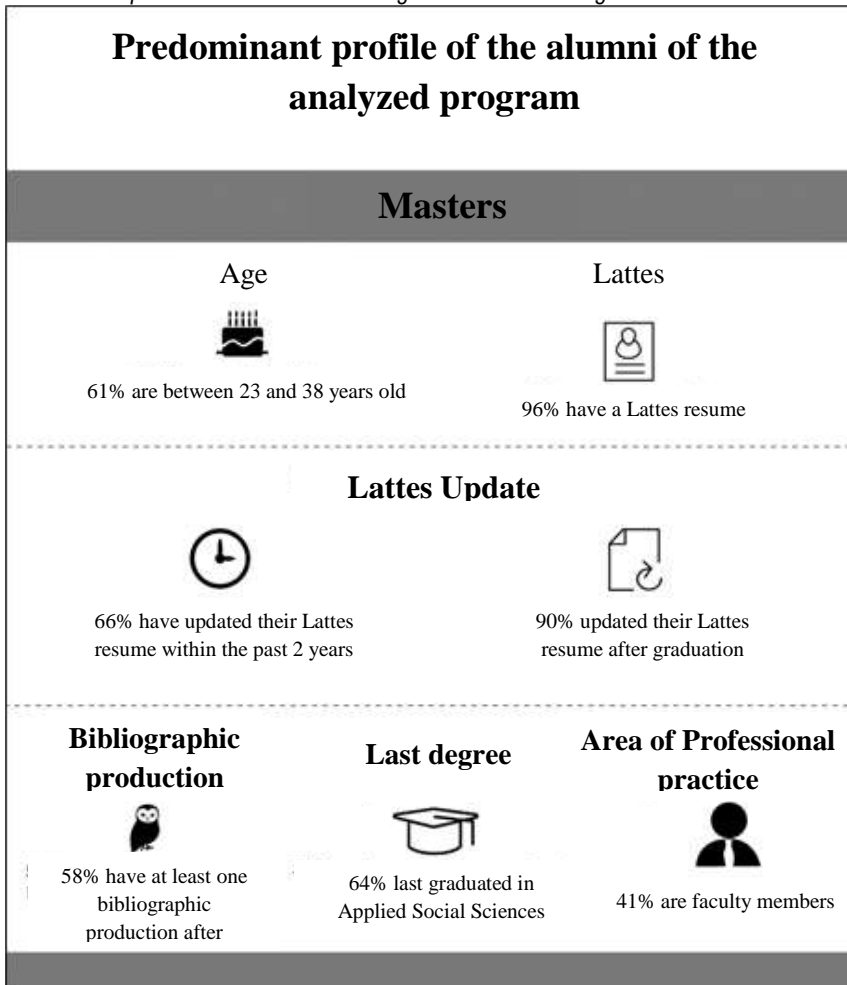 Predominant profile of the alumni of the
analyzed program
Masters
Age
Lattes
61% are between 23 and 38 years old
96% have a Lattes resume
Lattes Update
66% have updated their Lattes
resume within the past 2 years
90% updated their Lattes
resume after graduation
Bibliographic
production
Last degree
Area of Professional
practice
58% have at least one
bibliographic
production after
64% last graduated in
Applied Social Sciences
41% are faculty members